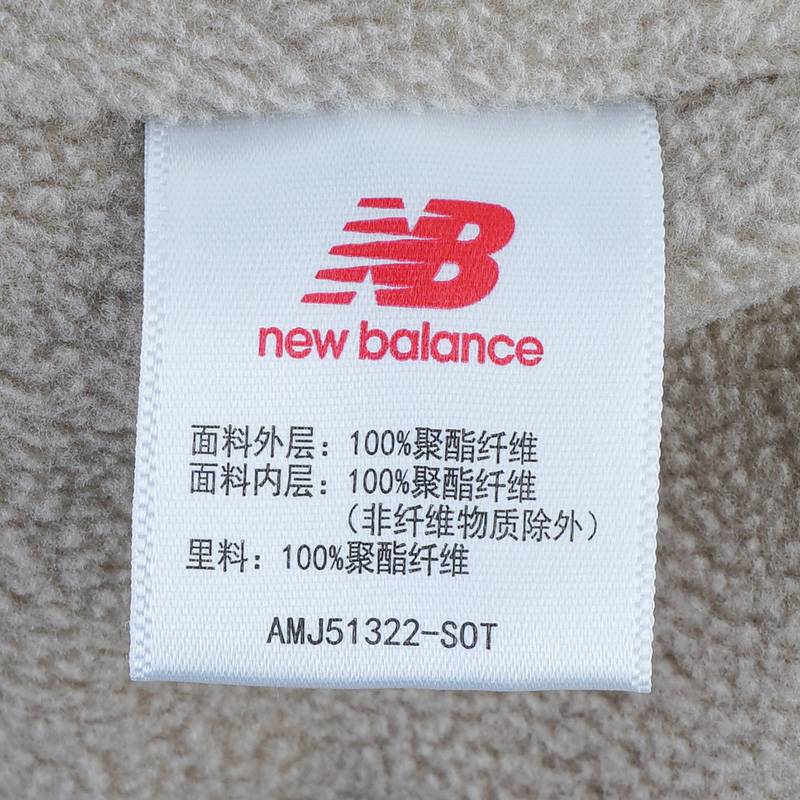 NB
new balance
面料外层：100%聚酯纤维
面料内层：100%聚酯纤维
（非纤维物质除外）
里料：100%聚酯纤维
AMJ51322-SOT